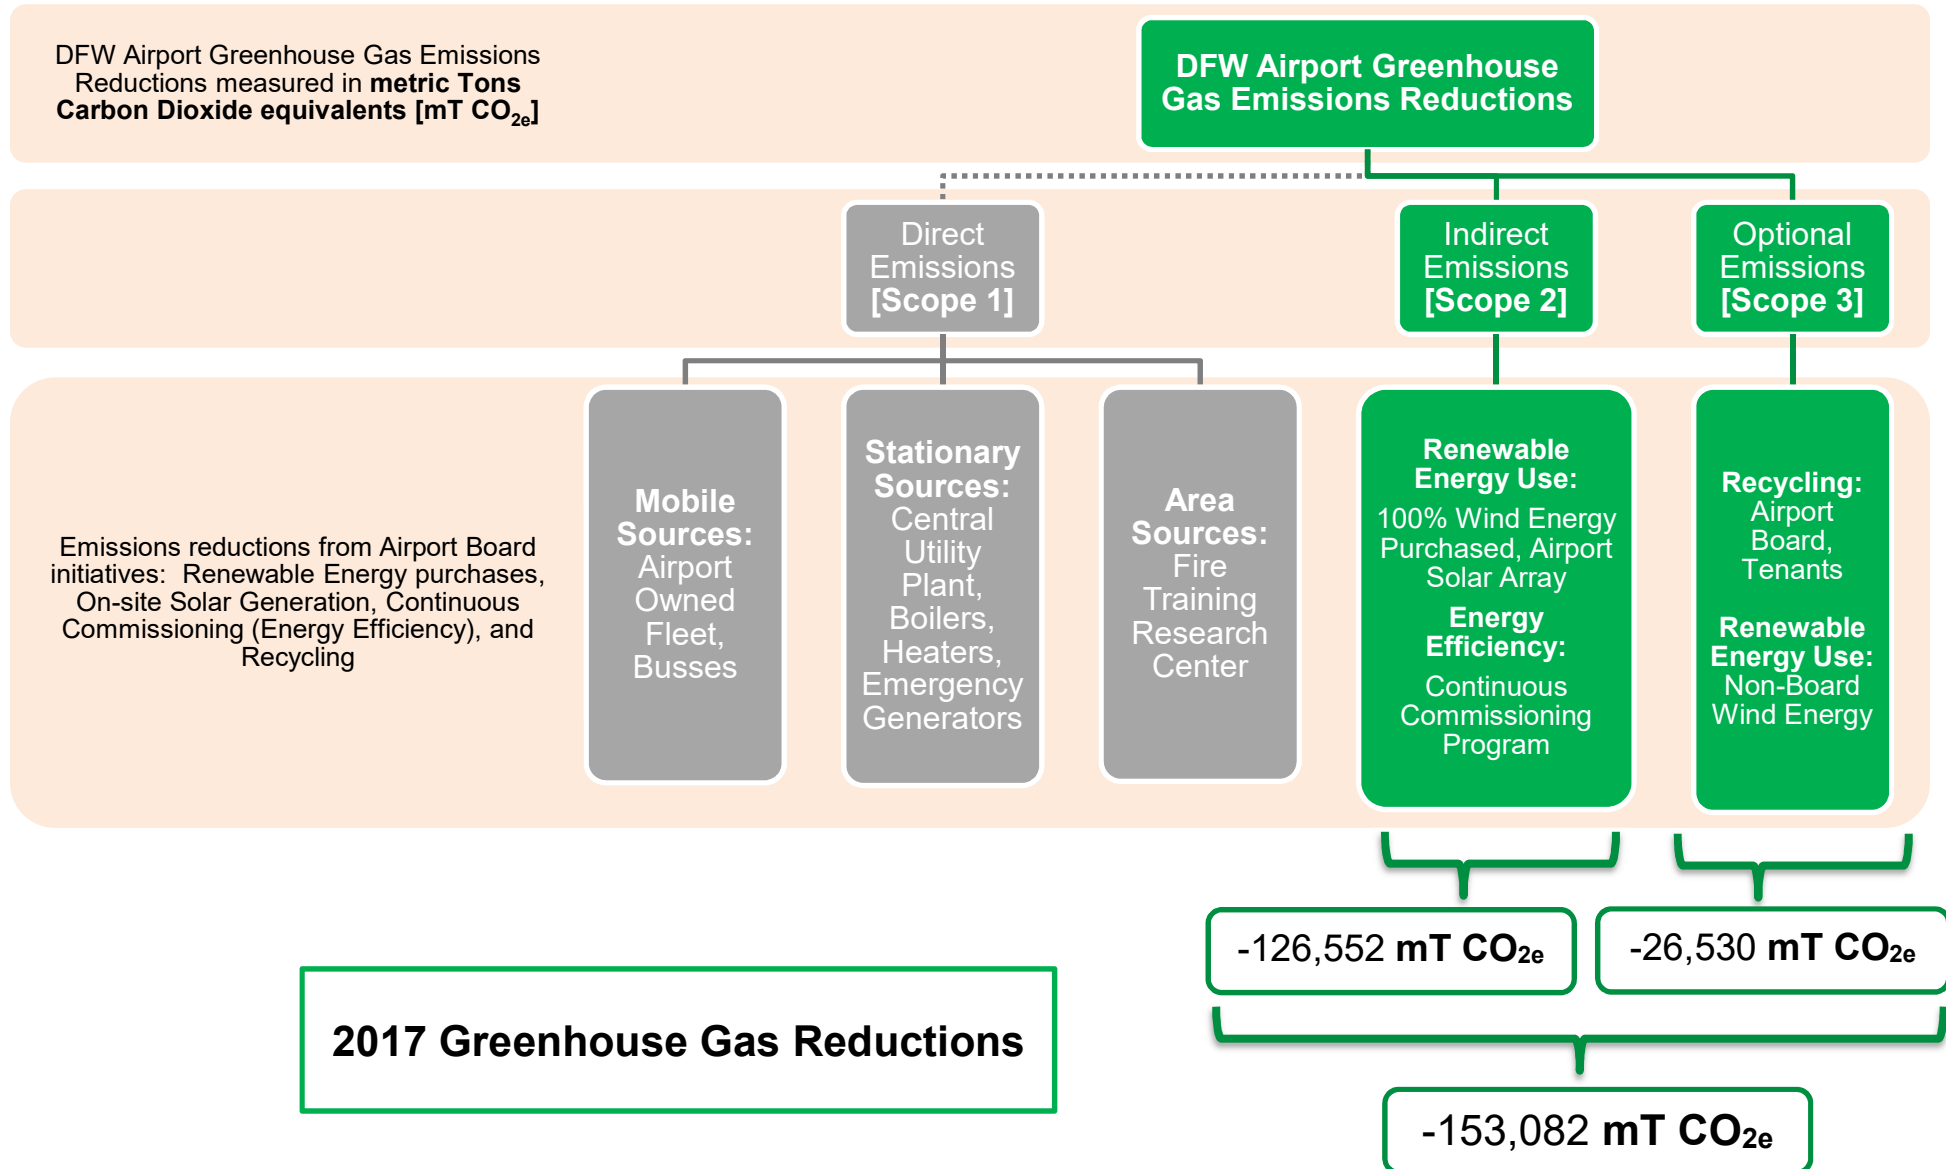 DFW Airport Greenhouse Gas Emissions
Reductions measured in metric Tons
Carbon Dioxide equivalents [mT CO2e]
DFW Airport Greenhouse
Gas Emissions Reductions
Direct
Emissions
[Scope 1]
Indirect
Emissions
[Scope 2]
Optional
Emissions
[Scope 3]
Emissions reductions from Airport Board
initiatives: Renewable Energy purchases,
On-site Solar Generation, Continuous
Commissioning (Energy Efficiency), and
Recycling
Mobile
Sources:
Airport
Owned
Fleet,
Busses
Stationary
Sources:
Central
Utility
Plant,
Boilers,
Heaters,
Emergency
Generators
Area
Sources:
Fire
Training
Research
Center
Renewable
Energy Use:
100% Wind Energy
Purchased, Airport
Solar Array
Energy
Efficiency:
Continuous
Commissioning
Program
Recycling:
Airport
Board,
Tenants
Renewable
Energy Use:
Non-Board
Wind Energy
-126,552 mT CO2e
-26,530 mT CO2e
2017 Greenhouse Gas Reductions
-153,082 mT CO2e